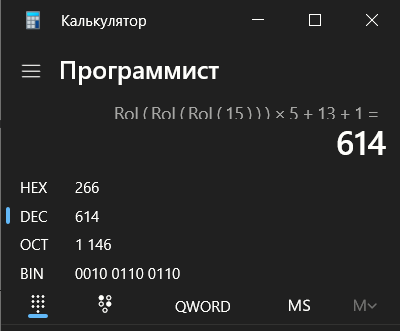 Калькулятор
Программист
Rol ( Rol ( Rol ( 15 ) ) ) × 5 + 13 + 1 =
614
HEX 266
DEC 614
OCT 1 146
BIN 0010 0110 0110
QWORD MS M